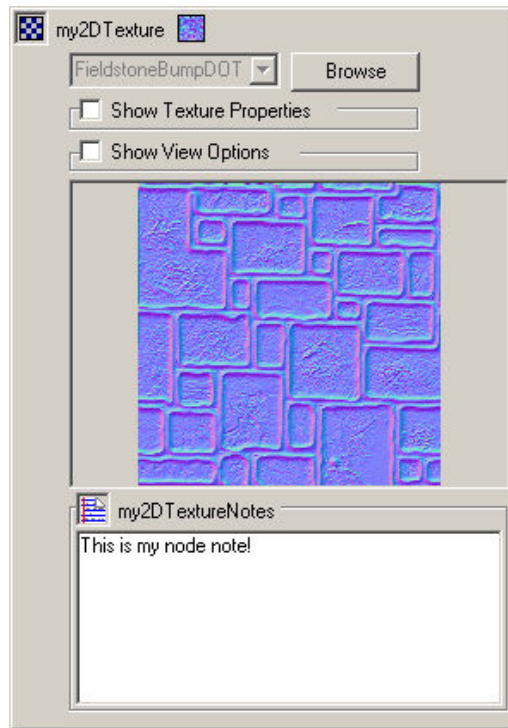 my2DTexture
FieldstoneBumpDOT
Browse
Show Texture Properties
Show View Options
my2DTextureNotes
This is my node note!